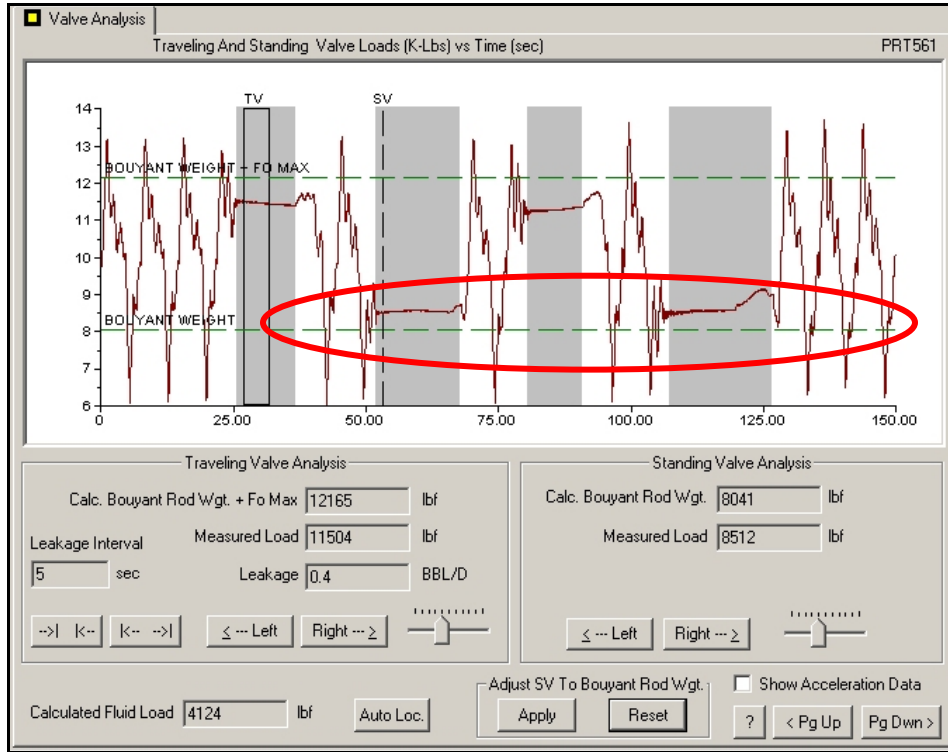 Valve Analysis
Traveling And Standing Valve Loads (K-Lbs) vs Time (sec) PRT561
TV SV
14
13
BOUYANT WEIGHT + FO MAX
12
11
10
9
BOUYANT WEIGHT
8
7
6
0 25.00 50.00 75.00 100.00 125.00 150.00
Traveling Valve Analysis
Calc. Bouyant Rod Wgt. + Fo Max 12165 lbf
Measured Load 11504 lbf
Leakage Interval
5 sec
Leakage 0.4 BBL/D
-->| |<-- |<-- -->| < --- Left Right --- >
Standing Valve Analysis
Calc. Bouyant Rod Wgt. 8041 lbf
Measured Load 8512 lbf
< --- Left Right --- >
Calculated Fluid Load 4124 lbf
Auto Loc.
Adjust SV To Bouyant Rod Wgt.
Apply Reset
Show Acceleration Data
? < Pg Up Pg Dwn >